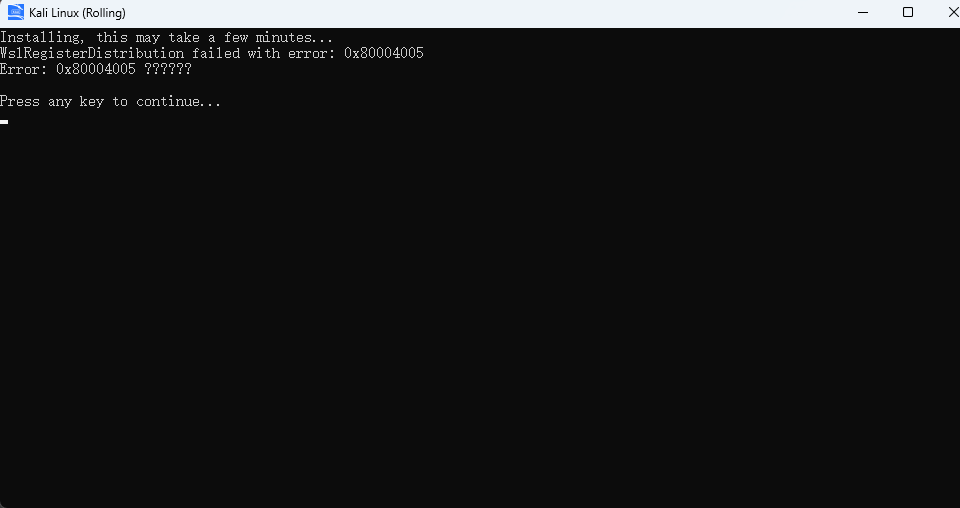 Kali Linux (Rolling)
Installing, this may take a few minutes...
WslRegisterDistribution failed with error: 0x80004005
Error: 0x80004005 ??????
Press any key to continue...